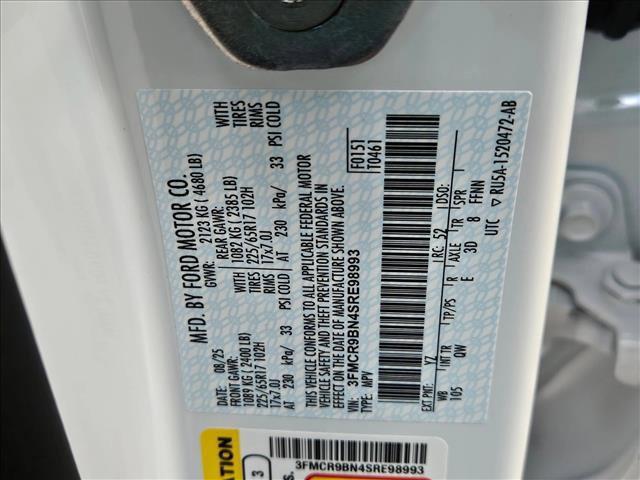 MFD. BY FORD MOTOR CO.
DATE: 08/25 GVWR: 2123 KG ( 4680 LB)
FRONT GAWR: REAR GAWR:
1089 KG ( 2400 LB) WITH 1082 KG ( 2385 LB) WITH
225/65R17 102H TIRES 225/65R17 102H TIRES
17x7.0J RIMS 17x7.0J RIMS
AT 230 kPa/ 33 PSI COLD AT 230 kPa/ 33 PSI COLD
THIS VEHICLE CONFORMS TO ALL APPLICABLE FEDERAL MOTOR
VEHICLE SAFETY AND THEFT PREVENTION STANDARDS IN
EFFECT ON THE DATE OF MANUFACTURE SHOWN ABOVE.
VIN: 3FMCR9BN4SRE98993 F0151
TYPE: MPV T0461
EXT PNT: YZ RC: 52 DSO:
WB INT TR TP/PS R AXLE TR SPR
105 QW E 3D 8 FFWN
UTC ▽ RU5A-1520472-AB
3FMCR9BN4SRE98993
3